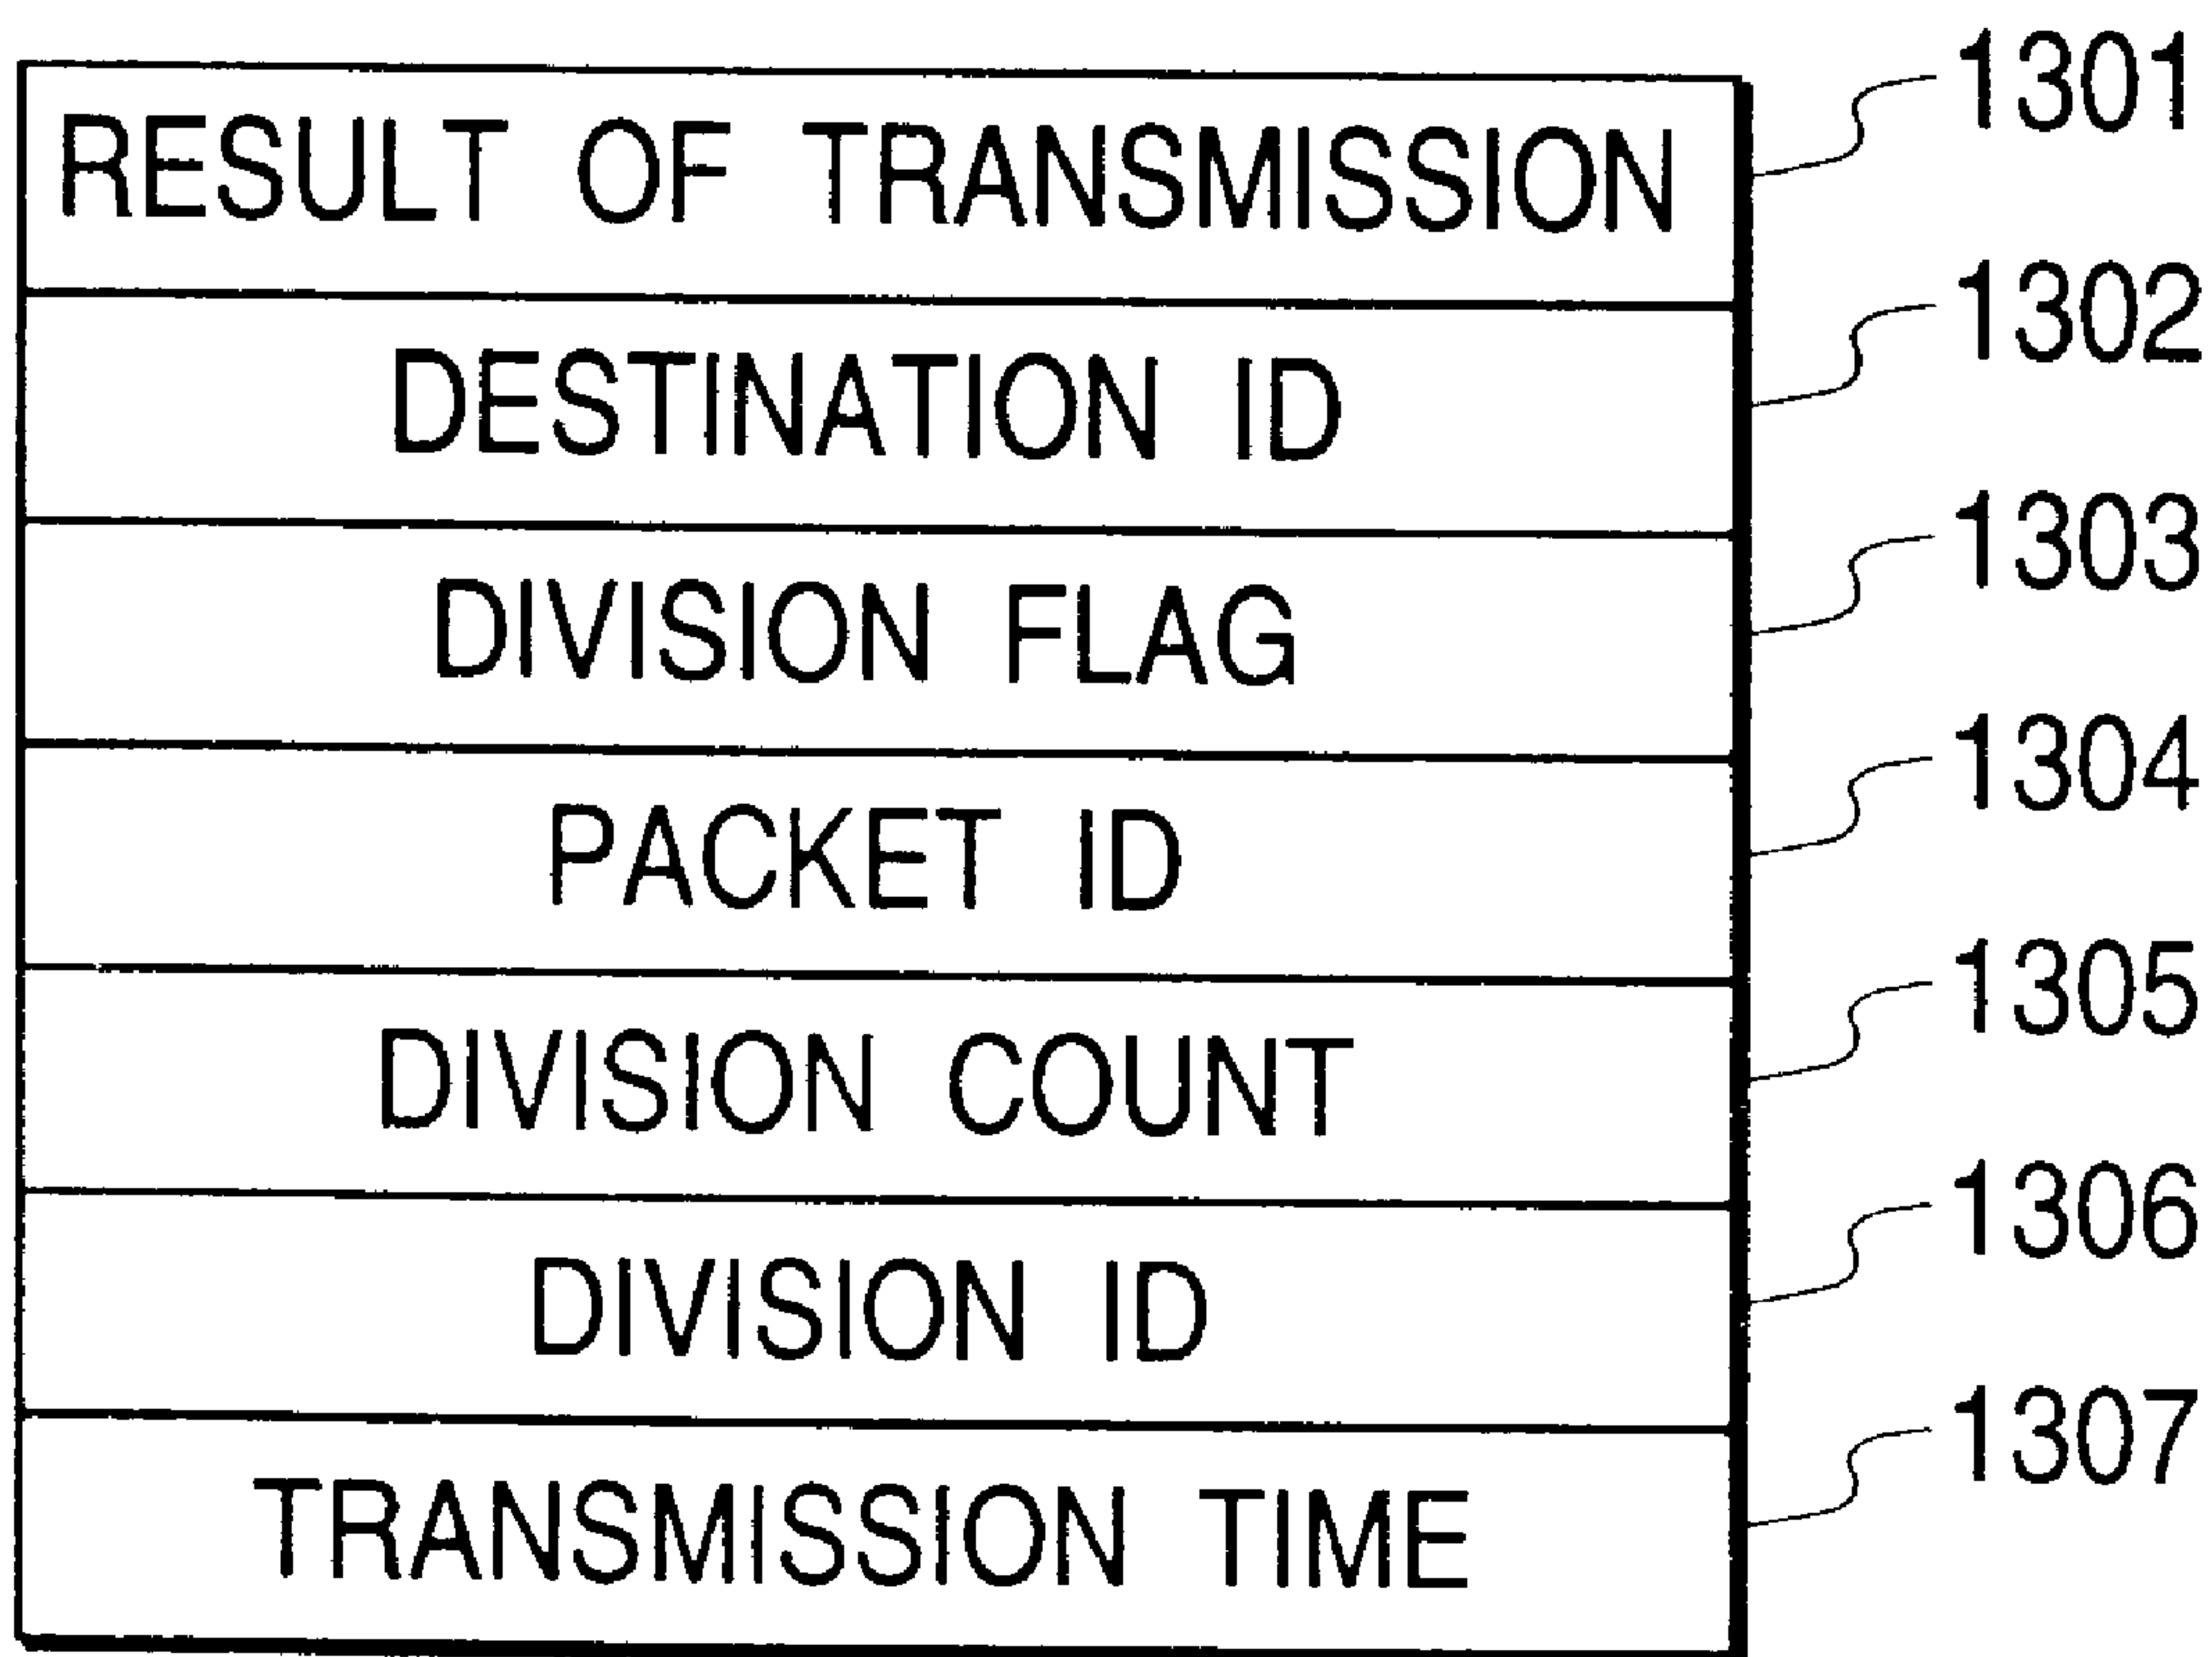 RESULT OF TRANSMISSION 1301
DESTINATION ID 1302
DIVISION FLAG 1303
PACKET ID 1304
DIVISION COUNT 1305
DIVISION ID 1306
TRANSMISSION TIME 1307